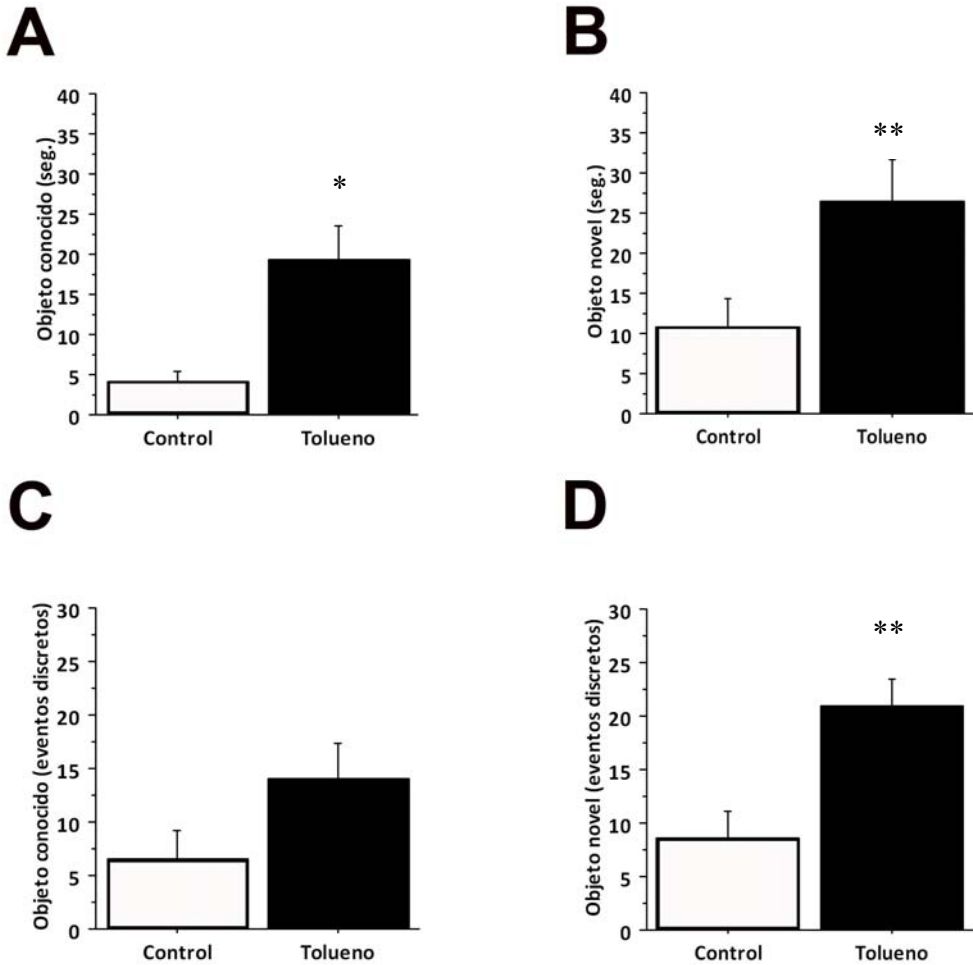 A
Objeto conocido (seg.)
40
35
30
25
20
15
10
5
0
*
Control
Tolueno
B
Objeto novel (seg.)
40
35
30
25
20
15
10
5
0
**
Control
Tolueno
C
Objeto conocido (eventos discretos)
30
25
20
15
10
5
0
Control
Tolueno
D
Objeto novel (eventos discretos)
30
25
20
15
10
5
0
**
Control
Tolueno